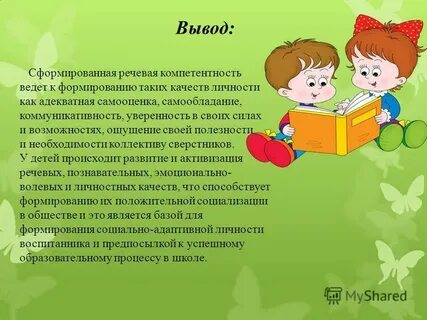 Вывод:
Сформированная речевая компетентность
ведет к формированию таких качеств личности
как адекватная самооценка, самообладание,
коммуникативность, уверенность в своих силах
и возможностях, ощущение своей полезности
и необходимости коллективу сверстников.
У детей происходит развитие и активизация
речевых, познавательных, эмоционально-
волевых и личностных качеств, что способствует
формированию их положительной социализации
в обществе и это является базой для
формирования социально-адаптивной личности
воспитанника и предпосылкой к успешному
образовательному процессу в школе.
MyShared